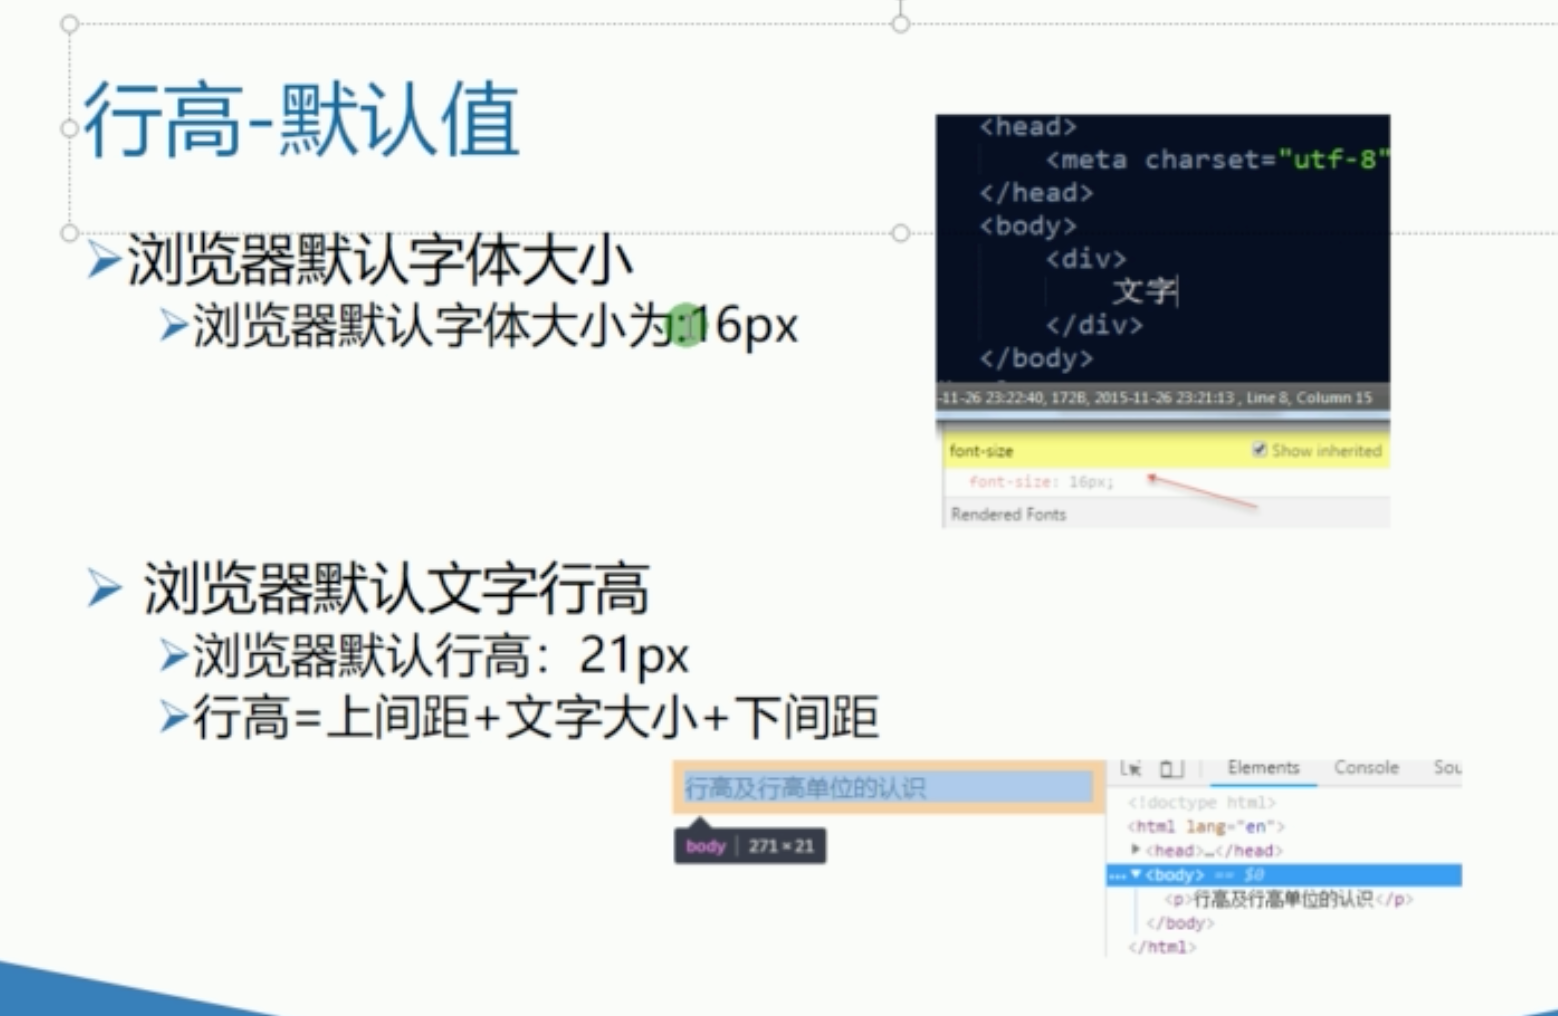 行高-默认值
浏览器默认字体大小
浏览器默认字体大小为:16px
<head>
<meta charset="utf-8"
</head>
<body>
<div>
文字
</div>
</body>
-11-26 23:22:40, 172B, 2015-11-26 23:21:13 , Line 8, Column 15
font-size
Show inherited
font-size: 16px;
Rendered Fonts
浏览器默认文字行高
浏览器默认行高：21px
行高=上间距+文字大小+下间距
行高及行高单位的认识
body 271 × 21
Elements Console Sou
<!doctype html>
<html lang="en">
<head>…</head>
... <body> == $0
<p>行高及行高单位的认识</p>
</body>
</html>